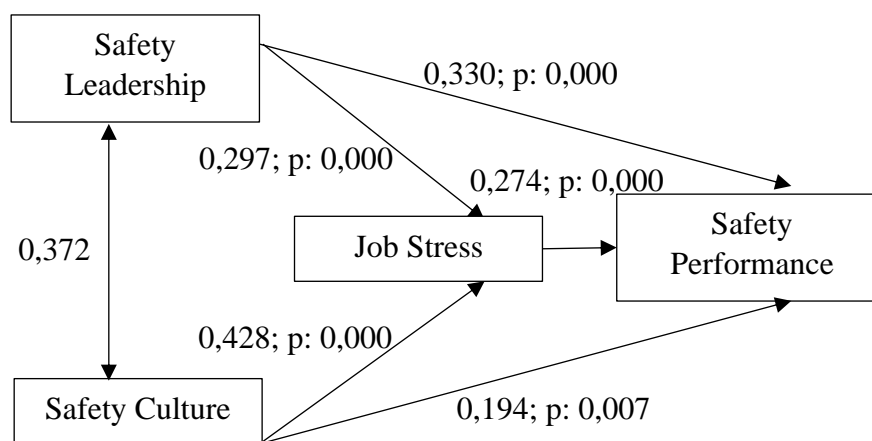 Safety
Leadership
0,330; p: 0,000
0,297; p: 0,000
0,274; p: 0,000
0,372
Job Stress
Safety
Performance
0,428; p: 0,000
Safety Culture
0,194; p: 0,007